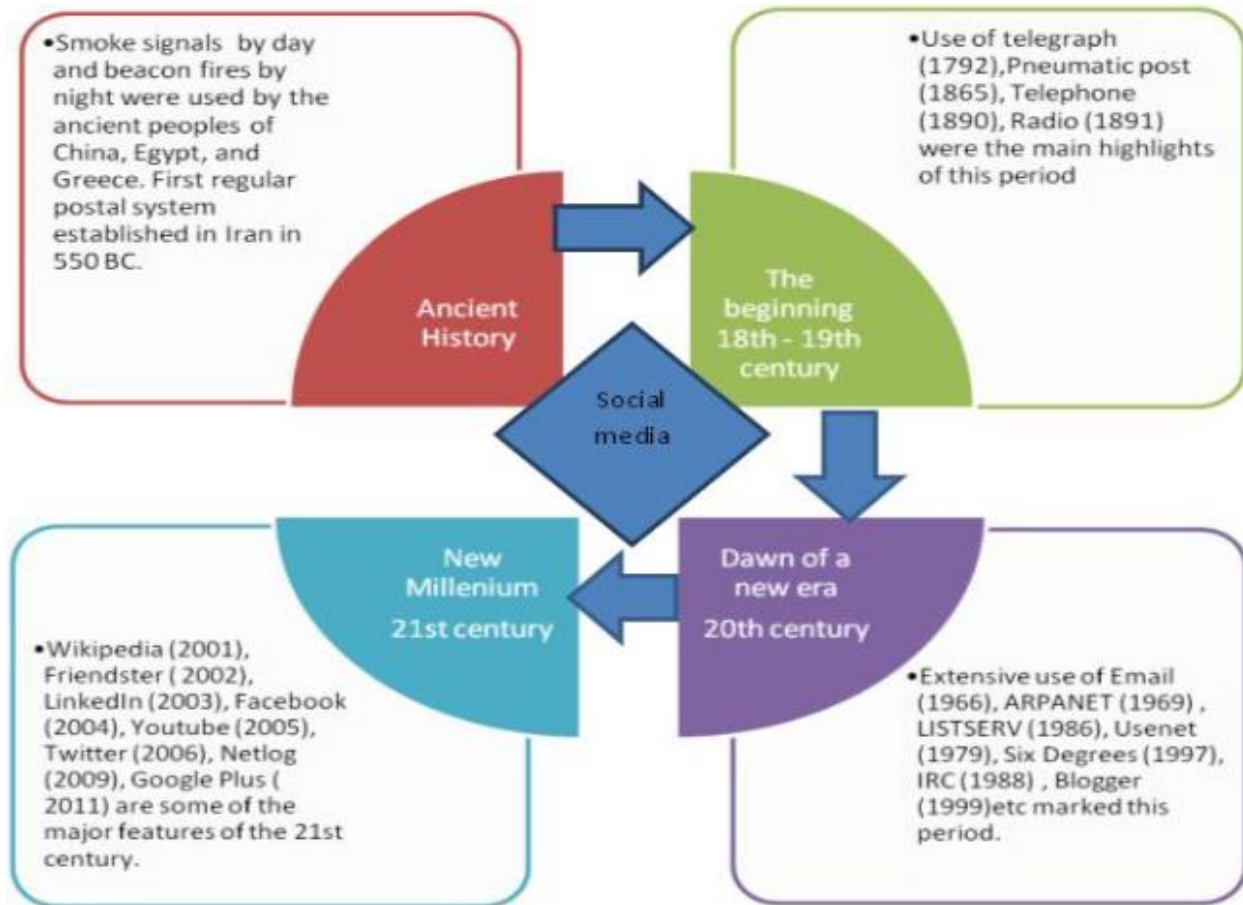 •Smoke signals by day
and beacon fires by
night were used by the
ancient peoples of
China, Egypt, and
Greece. First regular
postal system
established in Iran in
550 BC.
Ancient
History
•Use of telegraph
(1792),Pneumatic post
(1865), Telephone
(1890), Radio (1891)
were the main highlights
of this period
The
beginning
18th - 19th
century
Social
media
Dawn of a
new era
20th century
•Extensive use of Email
(1966), ARPANET (1969) ,
LISTSERV (1986), Usenet
(1979), Six Degrees (1997),
IRC (1988) , Blogger
(1999)etc marked this
period.
New
Millenium
21st century
•Wikipedia (2001),
Friendster ( 2002),
LinkedIn (2003), Facebook
(2004), Youtube (2005),
Twitter (2006), Netlog
(2009), Google Plus (
2011) are some of the
major features of the 21st
century.